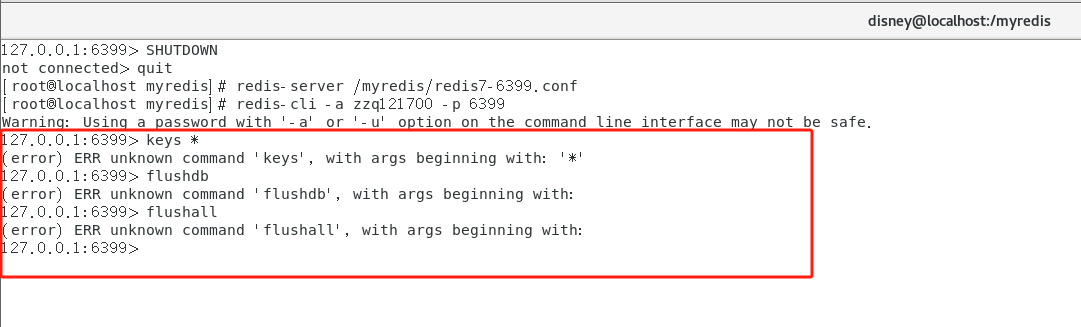 disney@localhost:/myredis
127.0.0.1:6399> SHUTDOWN
not connected> quit
[root@localhost myredis]# redis-server /myredis/redis7-6399.conf
[root@localhost myredis]# redis-cli -a zzq121700 -p 6399
Warning: Using a password with '-a' or '-u' option on the command line interface may not be safe.
127.0.0.1:6399> keys *
(error) ERR unknown command 'keys', with args beginning with: '*'
127.0.0.1:6399> flushdb
(error) ERR unknown command 'flushdb', with args beginning with:
127.0.0.1:6399> flushall
(error) ERR unknown command 'flushall', with args beginning with:
127.0.0.1:6399>